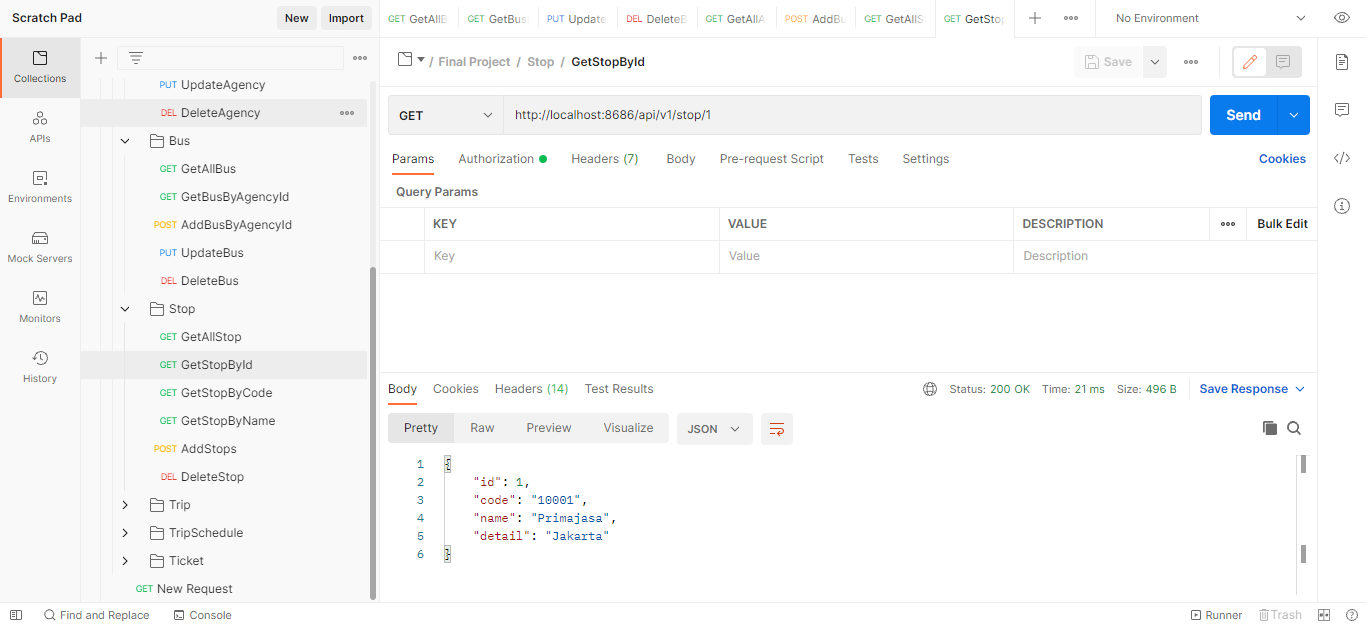 Scratch Pad
New
Import
GET GetAllB
GET GetBus
PUT Update
DEL DeleteB
GET GetAllA
POST AddBu
GET GetAllS
GET GetStop
No Environment
Collections
APIs
Environments
Mock Servers
Monitors
History
PUT UpdateAgency
DEL DeleteAgency
Bus
GET GetAllBus
GET GetBusByAgencyId
POST AddBusByAgencyId
PUT UpdateBus
DEL DeleteBus
Stop
GET GetAllStop
GET GetStopById
GET GetStopByCode
GET GetStopByName
POST AddStops
DEL DeleteStop
Trip
TripSchedule
Ticket
GET New Request
/ Final Project / Stop / GetStopById
Save
GET
http://localhost:8686/api/v1/stop/1
Send
Params
Authorization
Headers (7)
Body
Pre-request Script
Tests
Settings
Cookies
Query Params
KEY
VALUE
DESCRIPTION
Bulk Edit
Key
Value
Description
Body
Cookies
Headers (14)
Test Results
Status: 200 OK
Time: 21 ms
Size: 496 B
Save Response
Pretty
Raw
Preview
Visualize
JSON
1 {
2 "id": 1,
3 "code": "10001",
4 "name": "Primajasa",
5 "detail": "Jakarta"
6 }
Find and Replace
Console
Runner
Trash